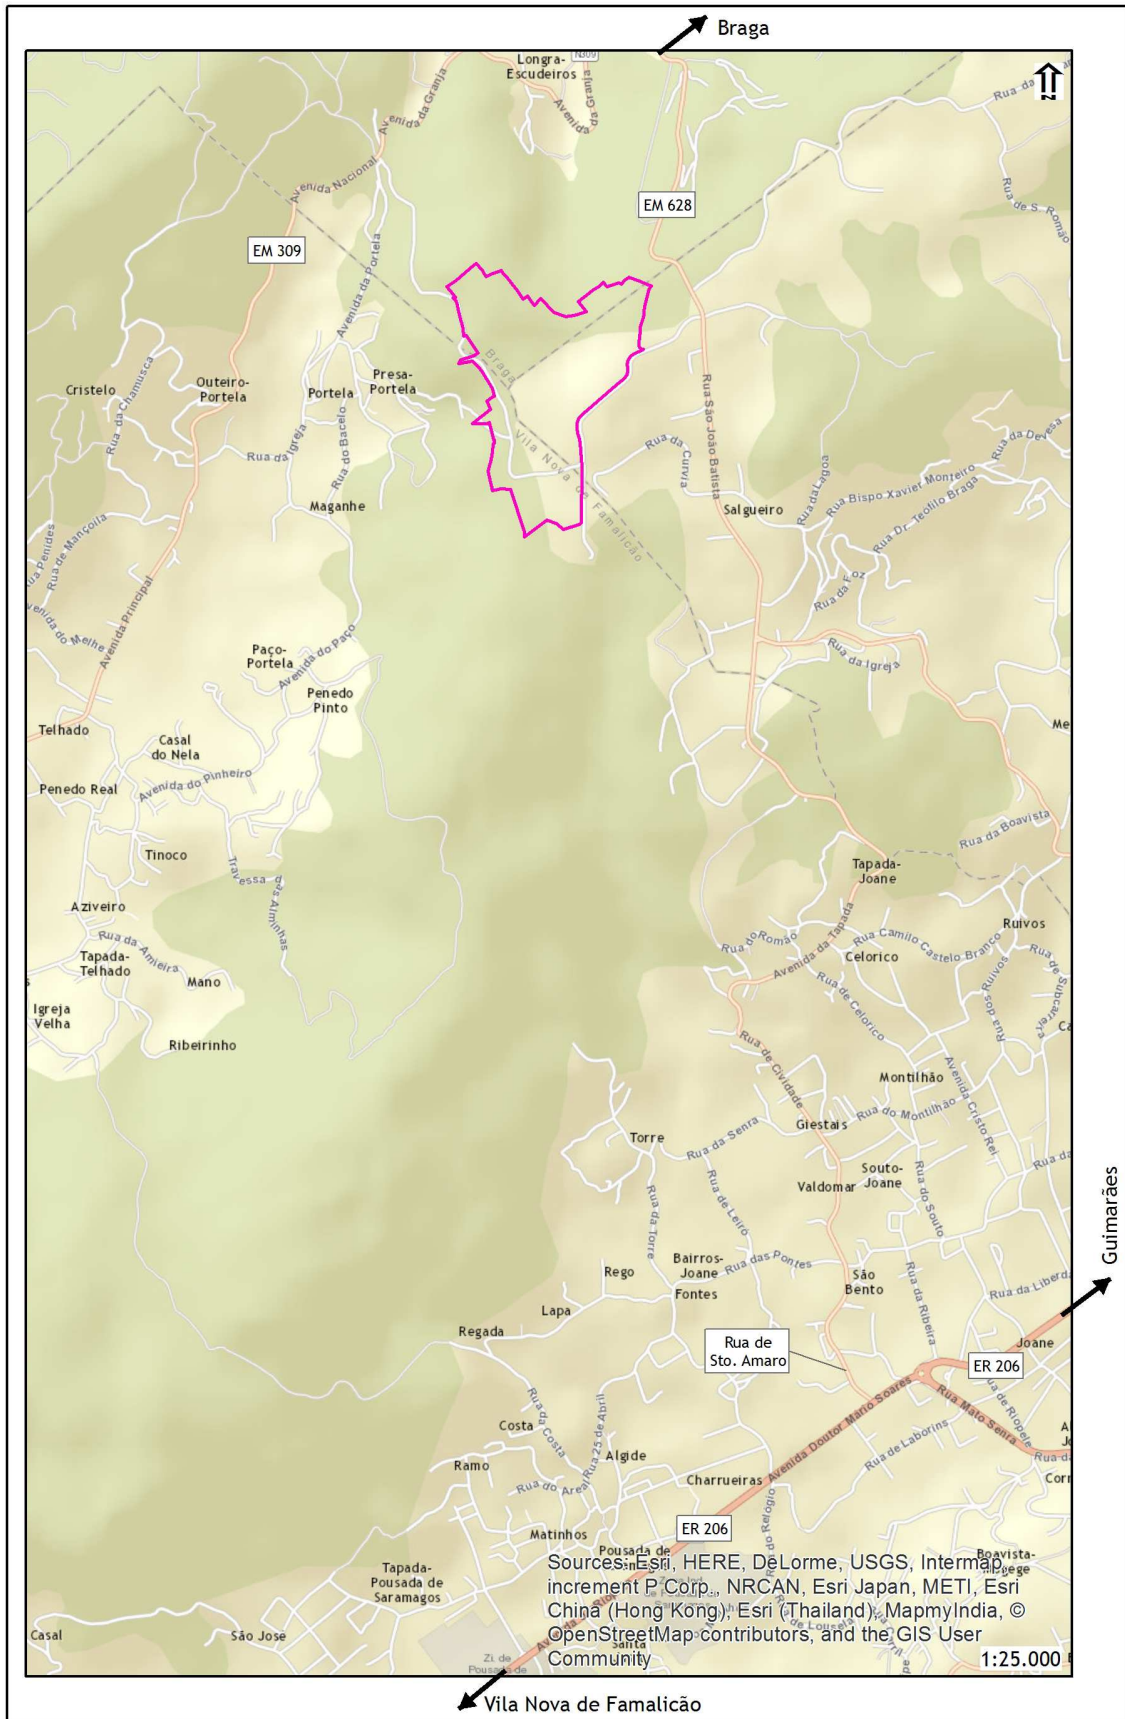 Braga
N309
Longra-
Escudeiros
Avenida
da Granja
Avenida da Granja
N
Avenida Nacional
Rua de S. Romão
EM 628
EM 309
Avenida da Portela
Braga
Presa-
Portela
Cristelo
Rua da Chamusca
Outeiro-
Portela
Portela
Rua São João Batista
Rua da Igreja
Rua do Bacelo
Vila Nova de Famalicão
Rua da Curvia
Rua da Devesa
Rua da Lagoa
Rua Bispo Xavier Monteiro
Maganhe
Salgueiro
Rua Dr. Teófilo Braga
Rua de Mançoila
Rua Penides
Rua da Foz
Avenida do Melhe
Avenida Principal
Paço-
Portela
Avenida do Paço
Rua da Igreja
Penedo
Pinto
Telhado
Casal
do Nela
Penedo Real
Avenida do Pinheiro
Rua da Boavista
Tinoco
Travessa das Alminhas
Tapada-
Joane
Aziveiro
Ruivos
Rua da Amieira
Rua do Romão
Avenida da Tapada
Rua Camilo Castelo Branco
Celorico
Tapada-
Telhado
Mano
Rua de Celorico
Rua dos Ruivos
Igreja
Velha
Ribeirinho
Rua de Cividade
Montilhão
Avenida Cristo Rei
Rua do Montilhão
Giestais
Torre
Rua da Senra
Souto-
Joane
Valdomar
Rua da Torre
Rua de Leiró
Rua do Souto
Guimarães
Bairros-
Joane
Rua das Pontes
Rego
Fontes
São
Bento
Rua da Ribeira
Lapa
Regada
Rua de
Sto. Amaro
Joane
ER 206
Rua da Costa
Rua 25 de Abril
Avenida Doutor Mário Soares
Rua Mato Senra
Rua de Riopele
Costa
Rua de Laborins
Algide
Ramo
Charrueiras
Rua do Areal
Matinhos
ER 206
Tapada-
Pousada de
Saramagos
Casal
São Jose
Zi. de
Pousada de
Sources: Esri, HERE, DeLorme, USGS, Intermap,
increment P Corp., NRCAN, Esri Japan, METI, Esri
China (Hong Kong), Esri (Thailand), MapmyIndia, ©
OpenStreetMap contributors, and the GIS User
Community
1:25.000
Vila Nova de Famalicão